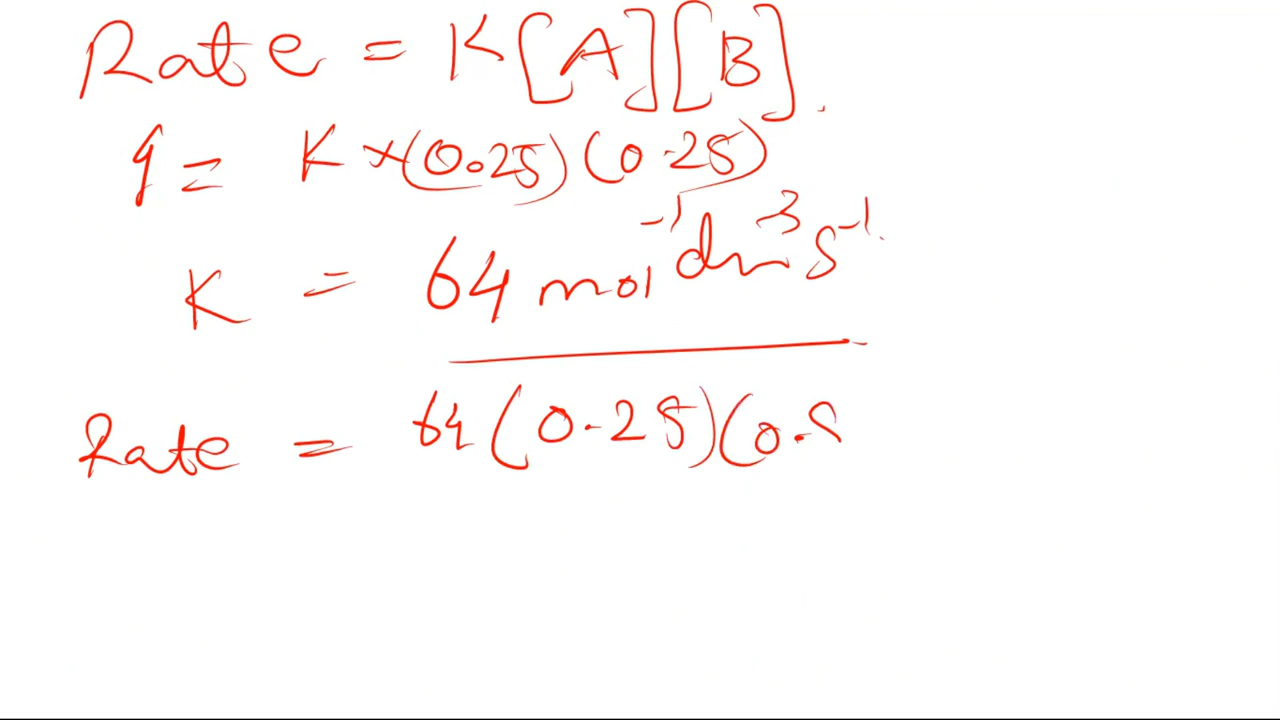 Rate = K[A][B].
4 = K×(0.25)(0.25)
K = 64 mol⁻¹dm³s⁻¹
Rate = 64(0.25)(0.5